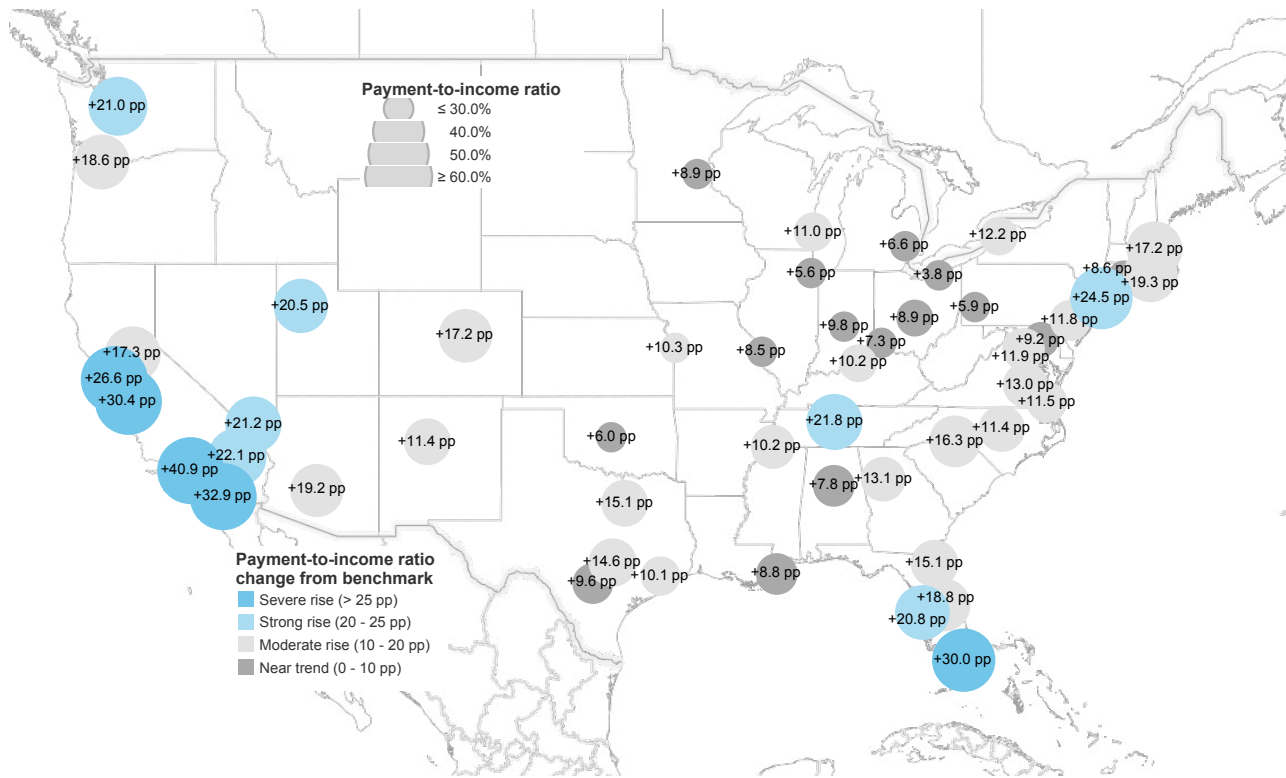 Payment-to-income ratio
≤ 30.0%
40.0%
50.0%
≥ 60.0%
+21.0 pp
+18.6 pp
+8.9 pp
+11.0 pp
+6.6 pp
+12.2 pp
+17.2 pp
+5.6 pp
+3.8 pp
+8.6 pp
+19.3 pp
+20.5 pp
+24.5 pp
+5.9 pp
+17.2 pp
+9.8 pp
+8.9 pp
+11.8 pp
+17.3 pp
+10.3 pp
+8.5 pp
+7.3 pp
+9.2 pp
+10.2 pp
+11.9 pp
+26.6 pp
+30.4 pp
+13.0 pp
+11.5 pp
+21.2 pp
+21.8 pp
+6.0 pp
+11.4 pp
+10.2 pp
+16.3 pp
+11.4 pp
+22.1 pp
+40.9 pp
+32.9 pp
+19.2 pp
+7.8 pp
+13.1 pp
+15.1 pp
+14.6 pp
+9.6 pp
+10.1 pp
+8.8 pp
+15.1 pp
+18.8 pp
+20.8 pp
+30.0 pp
Payment-to-income ratio
change from benchmark
Severe rise (> 25 pp)
Strong rise (20 - 25 pp)
Moderate rise (10 - 20 pp)
Near trend (0 - 10 pp)